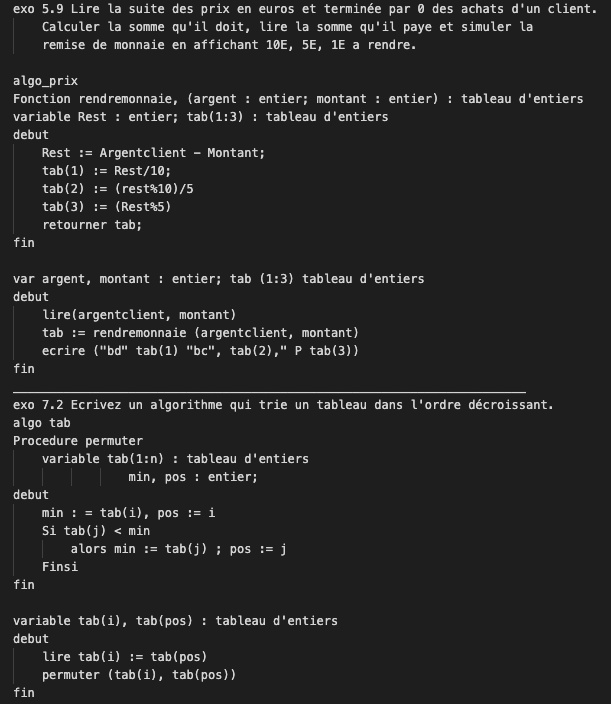 exo 5.9 Lire la suite des prix en euros et terminée par 0 des achats d'un client.
Calculer la somme qu'il doit, lire la somme qu'il paye et simuler la
remise de monnaie en affichant 10E, 5E, 1E a rendre.
algo_prix
Fonction rendremonnaie, (argent : entier; montant : entier) : tableau d'entiers
variable Rest : entier; tab(1:3) : tableau d'entiers
debut
Rest := Argentclient - Montant;
tab(1) := Rest/10;
tab(2) := (rest%10)/5
tab(3) := (Rest%5)
retourner tab;
fin
var argent, montant : entier; tab (1:3) tableau d'entiers
debut
lire(argentclient, montant)
tab := rendremonnaie (argentclient, montant)
ecrire ("bd" tab(1) "bc", tab(2)," P tab(3))
fin
exo 7.2 Ecrivez un algorithme qui trie un tableau dans l'ordre décroissant.
algo tab
Procedure permuter
variable tab(1:n) : tableau d'entiers
min, pos : entier;
debut
min : = tab(i), pos := i
Si tab(j) < min
alors min := tab(j) ; pos := j
Finsi
fin
variable tab(i), tab(pos) : tableau d'entiers
debut
lire tab(i) := tab(pos)
permuter (tab(i), tab(pos))
fin